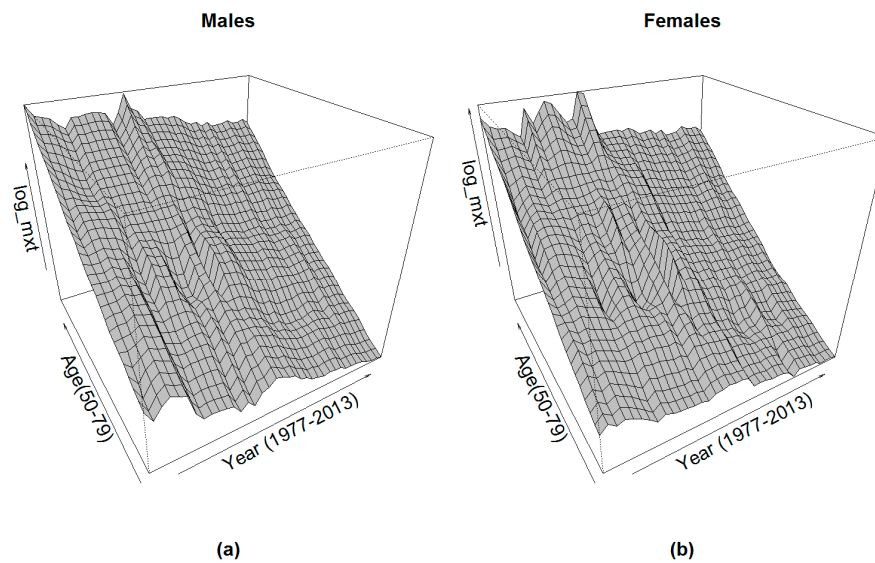 Males
Females
log_mxt
Age(50-79)
Year (1977-2013)
log_mxt
Age(50-79)
Year (1977-2013)
(a)
(b)